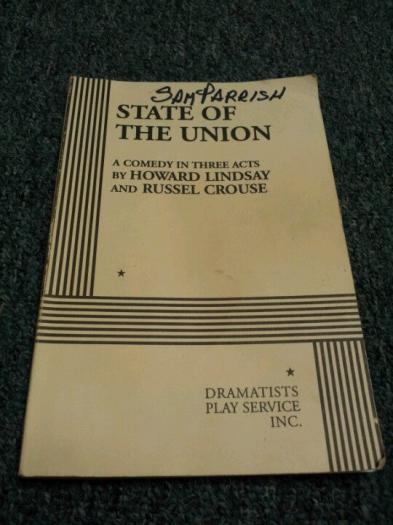 SAM PARRISH
STATE OF
THE UNION
A COMEDY IN THREE ACTS
BY HOWARD LINDSAY
AND RUSSEL CROUSE
DRAMATISTS
PLAY SERVICE
INC.